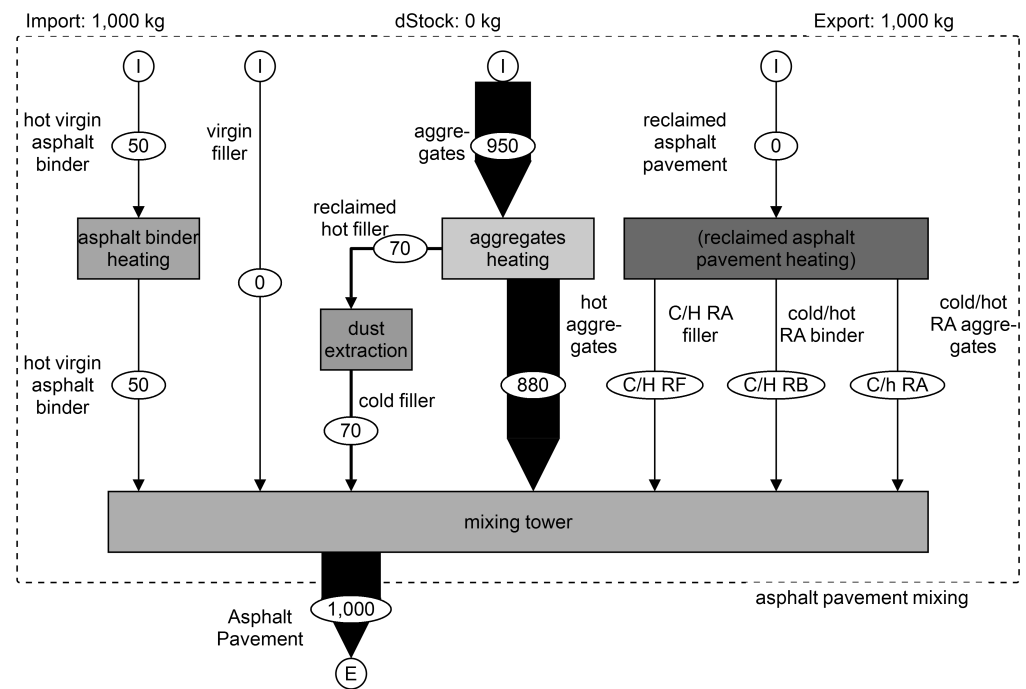 Import: 1,000 kg
dStock: 0 kg
Export: 1,000 kg
I
I
I
I
hot virgin
asphalt
binder
50
virgin
filler
aggre-
gates
950
reclaimed
asphalt
pavement
0
reclaimed
hot filler
70
asphalt binder
heating
aggregates
heating
(reclaimed asphalt
pavement heating)
0
dust
extraction
hot
aggre-
gates
C/H RA
filler
cold/hot
RA binder
cold/hot
RA aggre-
gates
hot virgin
asphalt
binder
50
cold filler
70
880
C/H RF
C/H RB
C/h RA
mixing tower
asphalt pavement mixing
Asphalt
Pavement
1,000
E